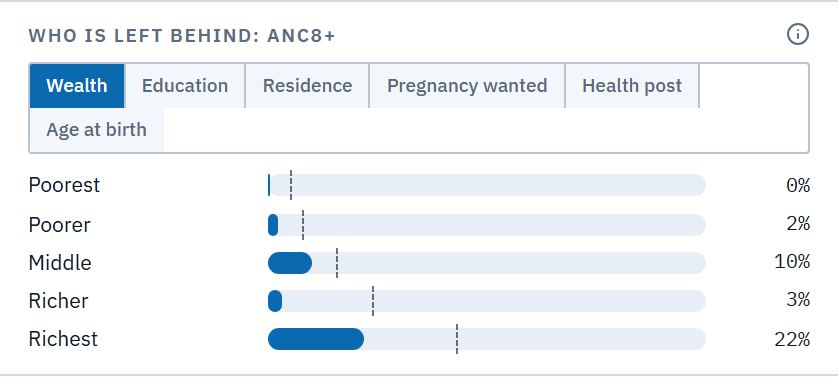 WHO IS LEFT BEHIND: ANC8+
Wealth Education Residence Pregnancy wanted Health post
Age at birth
Poorest 0%
Poorer 2%
Middle 10%
Richer 3%
Richest 22%